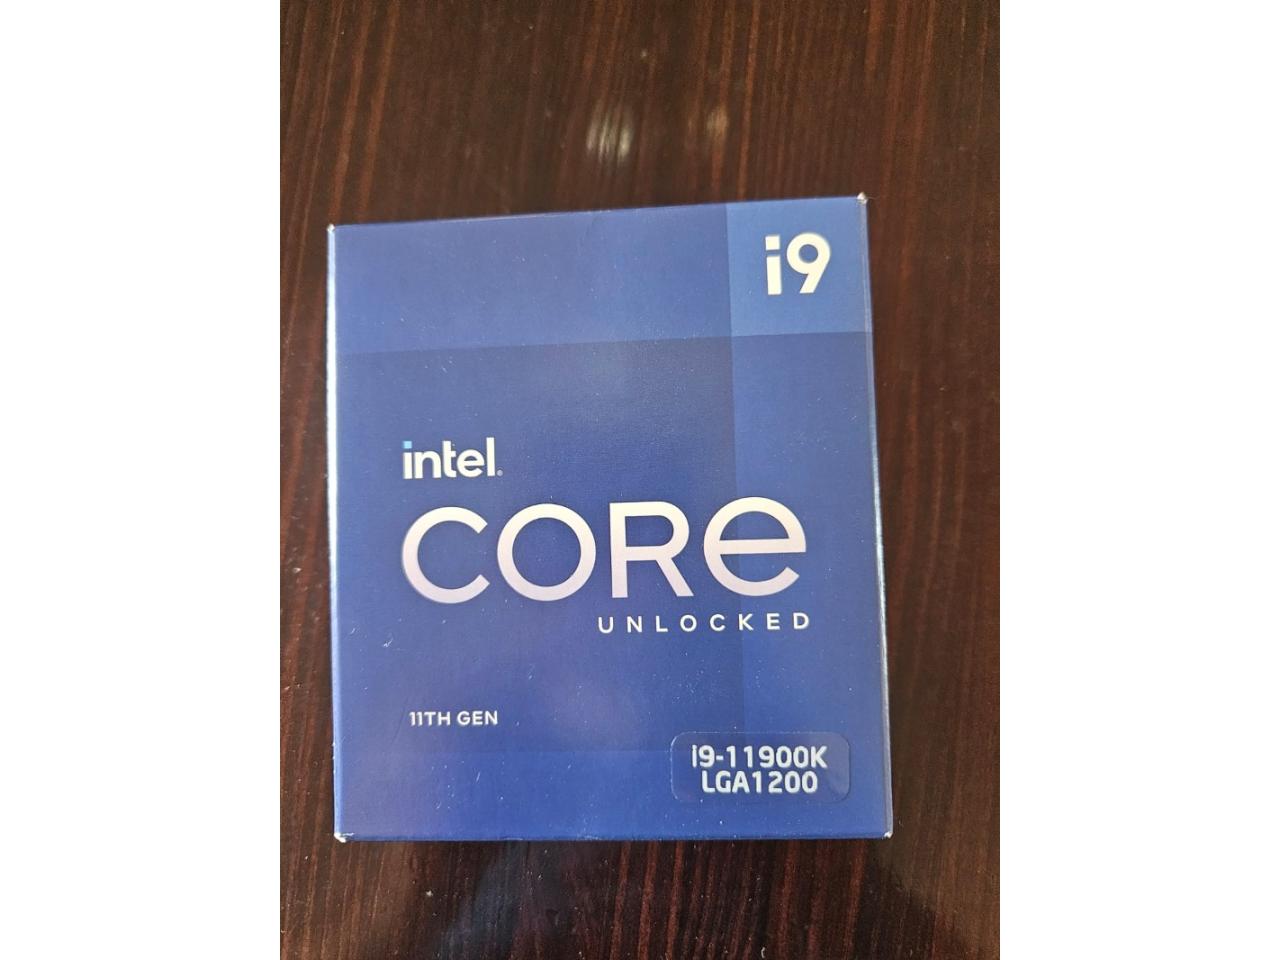 i9
intel.
CORe
UNLOCKED
11TH GEN
i9-11900K
LGA1200